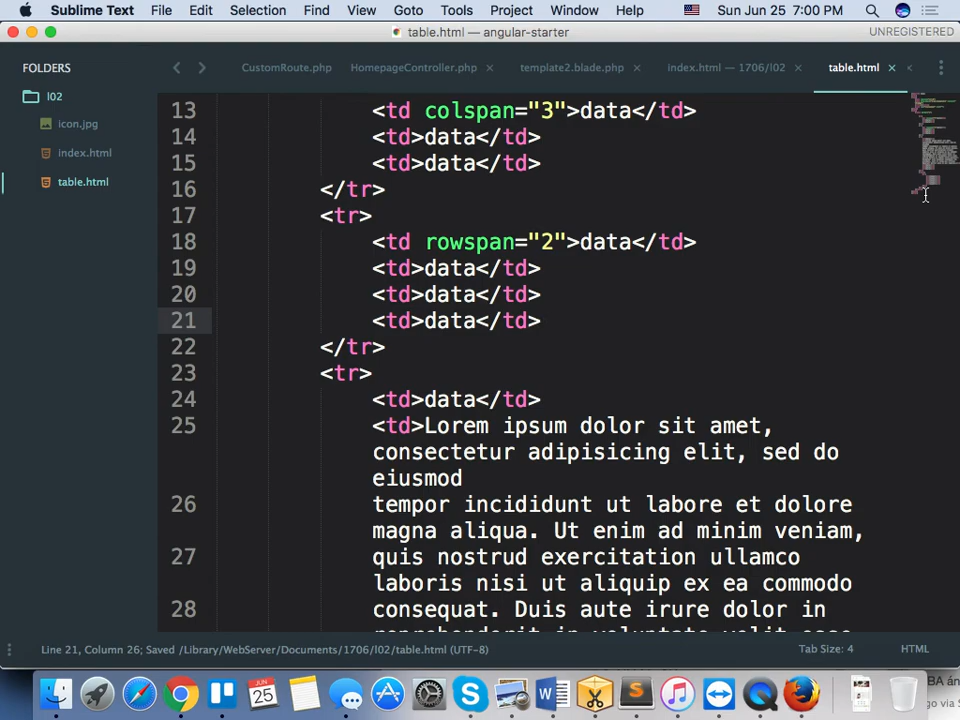 Sublime Text File Edit Selection Find View Goto Tools Project Window Help Sun Jun 25 7:00 PM
table.html — angular-starter UNREGISTERED
FOLDERS
l02
icon.jpg
index.html
table.html
CustomRoute.php HomepageController.php × template2.blade.php × index.html — 1706/l02 × table.html ×
13 <td colspan="3">data</td>
14 <td>data</td>
15 <td>data</td>
16 </tr>
17 <tr>
18 <td rowspan="2">data</td>
19 <td>data</td>
20 <td>data</td>
21 <td>data</td>
22 </tr>
23 <tr>
24 <td>data</td>
25 <td>Lorem ipsum dolor sit amet,
consectetur adipisicing elit, sed do
eiusmod
26 tempor incididunt ut labore et dolore
magna aliqua. Ut enim ad minim veniam,
27 quis nostrud exercitation ullamco
laboris nisi ut aliquip ex ea commodo
28 consequat. Duis aute irure dolor in
Line 21, Column 26; Saved /Library/WebServer/Documents/1706/l02/table.html (UTF-8) Tab Size: 4 HTML
JUN
25